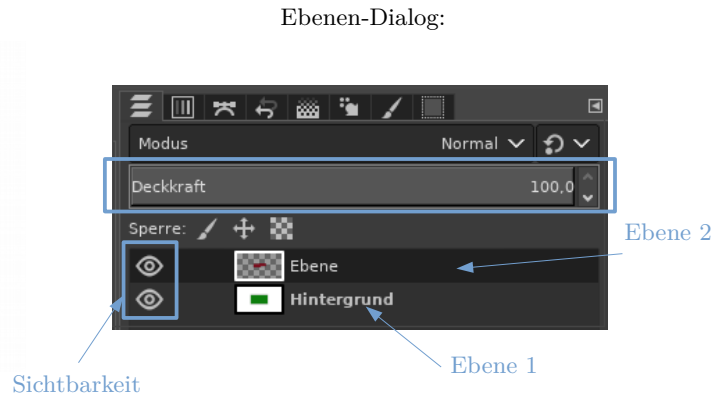 Ebenen-Dialog:
Modus Normal
Deckkraft 100,0
Sperre:
Ebene 2
Ebene
Hintergrund
Ebene 1
Sichtbarkeit